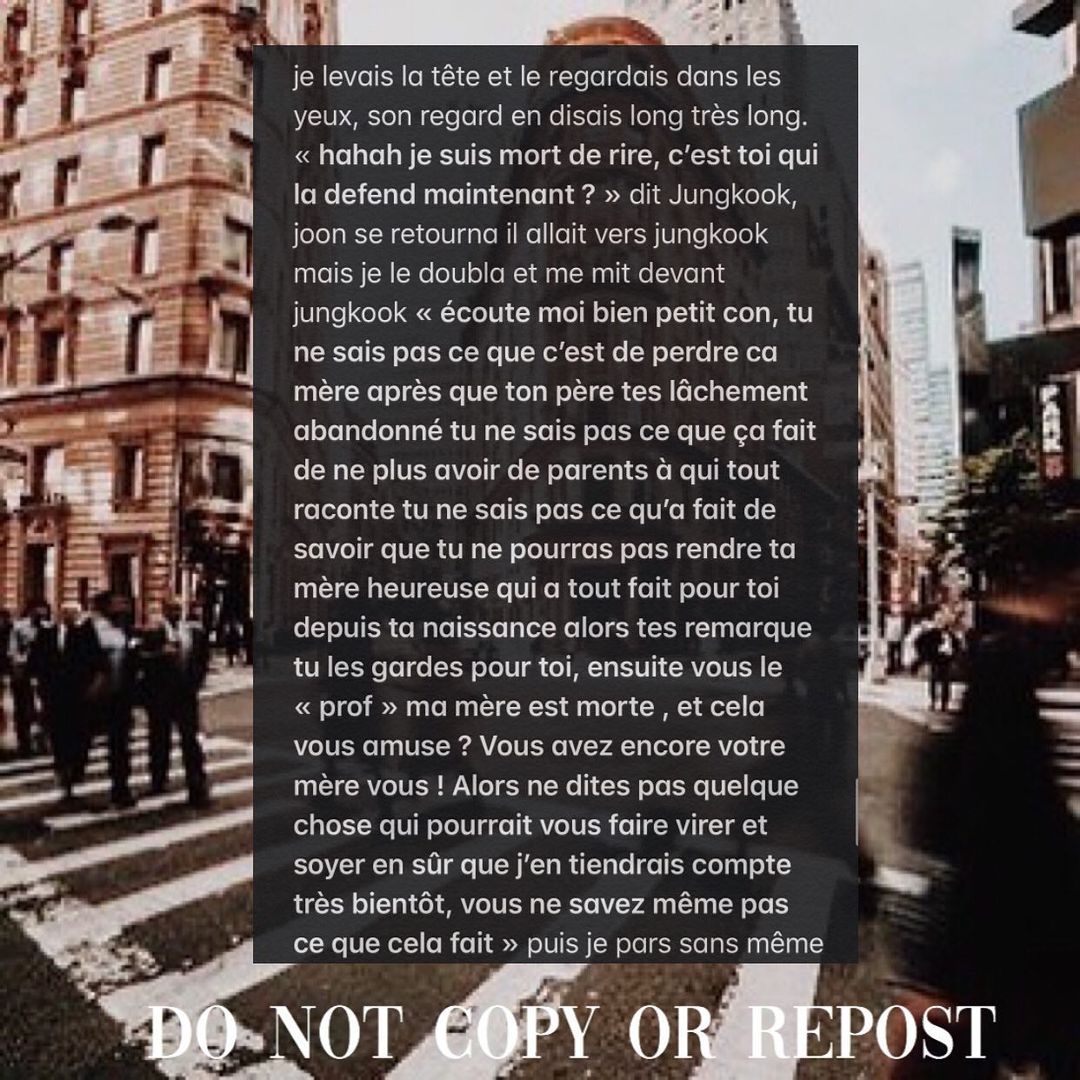 je levais la tête et le regardais dans les
yeux, son regard en disais long très long.
« hahah je suis mort de rire, c’est toi qui
la defend maintenant ? » dit Jungkook,
joon se retourna il allait vers jungkook
mais je le doubla et me mit devant
jungkook « écoute moi bien petit con, tu
ne sais pas ce que c’est de perdre ca
mère après que ton père tes lâchement
abandonné tu ne sais pas ce que ça fait
de ne plus avoir de parents à qui tout
raconte tu ne sais pas ce qu’a fait de
savoir que tu ne pourras pas rendre ta
mère heureuse qui a tout fait pour toi
depuis ta naissance alors tes remarque
tu les gardes pour toi, ensuite vous le
« prof » ma mère est morte , et cela
vous amuse ? Vous avez encore votre
mère vous ! Alors ne dites pas quelque
chose qui pourrait vous faire virer et
soyer en sûr que j’en tiendrais compte
très bientôt, vous ne savez même pas
ce que cela fait » puis je pars sans même
DO NOT COPY OR REPOST